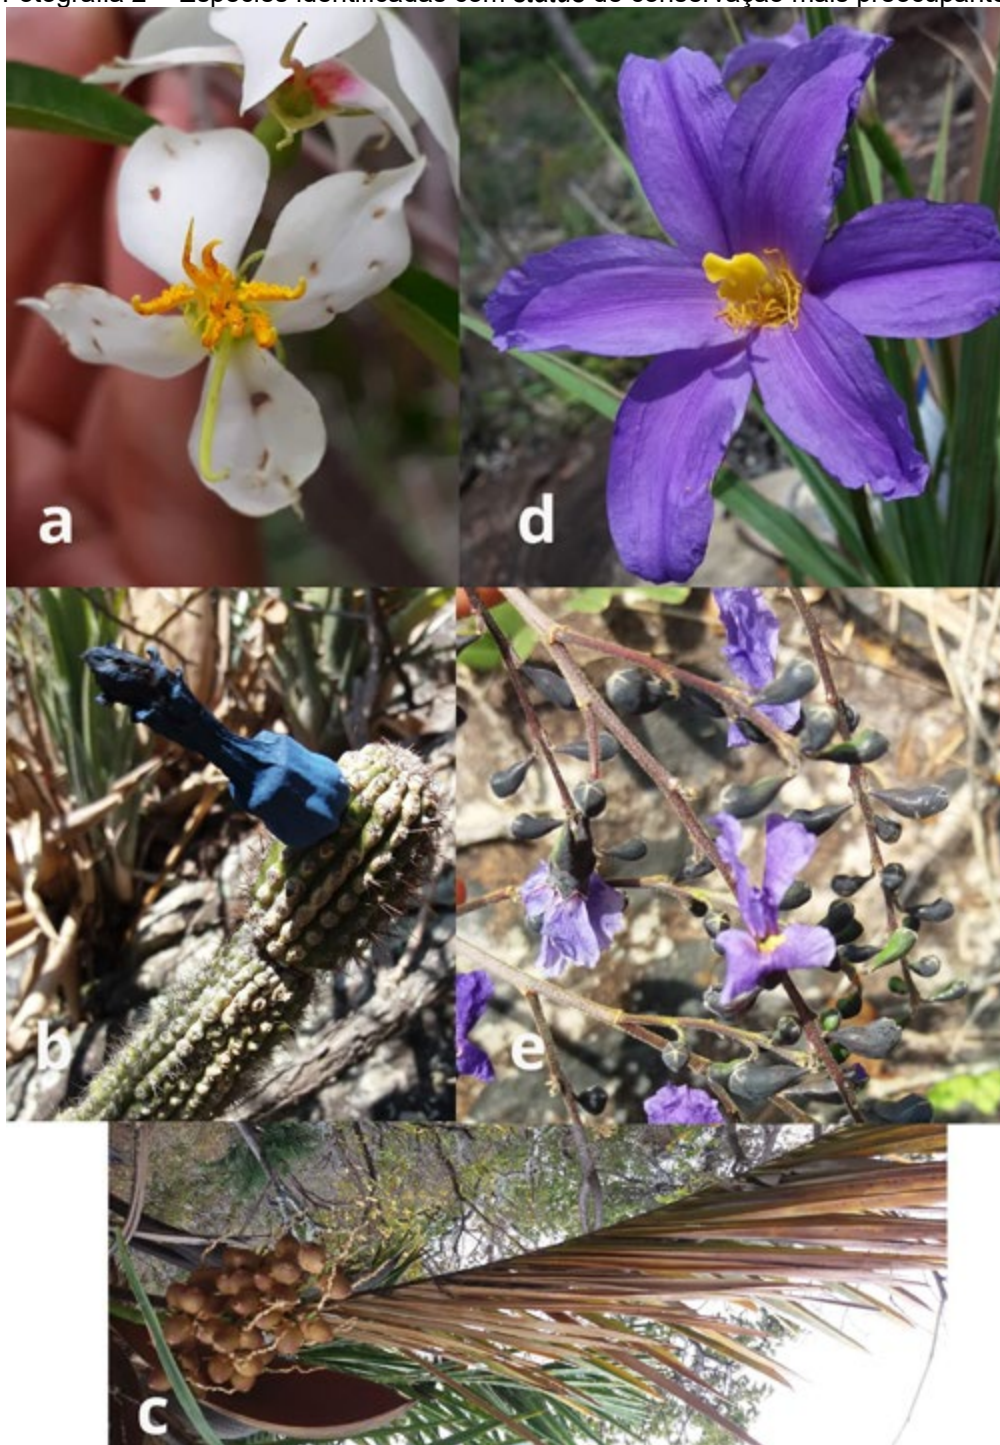 Fotografia 2 – Espécies identificadas com status de conservação mais preocupante
a
d
b
e
c